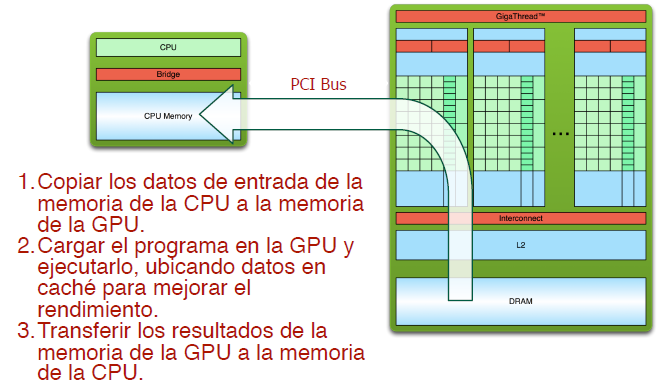 GigaThread™
CPU
Bridge
PCI Bus
CPU Memory
...
1.Copiar los datos de entrada de la
memoria de la CPU a la memoria
de la GPU.
2.Cargar el programa en la GPU y
ejecutarlo, ubicando datos en
caché para mejorar el
rendimiento.
3.Transferir los resultados de la
memoria de la GPU a la memoria
de la CPU.
Interconnect
L2
DRAM